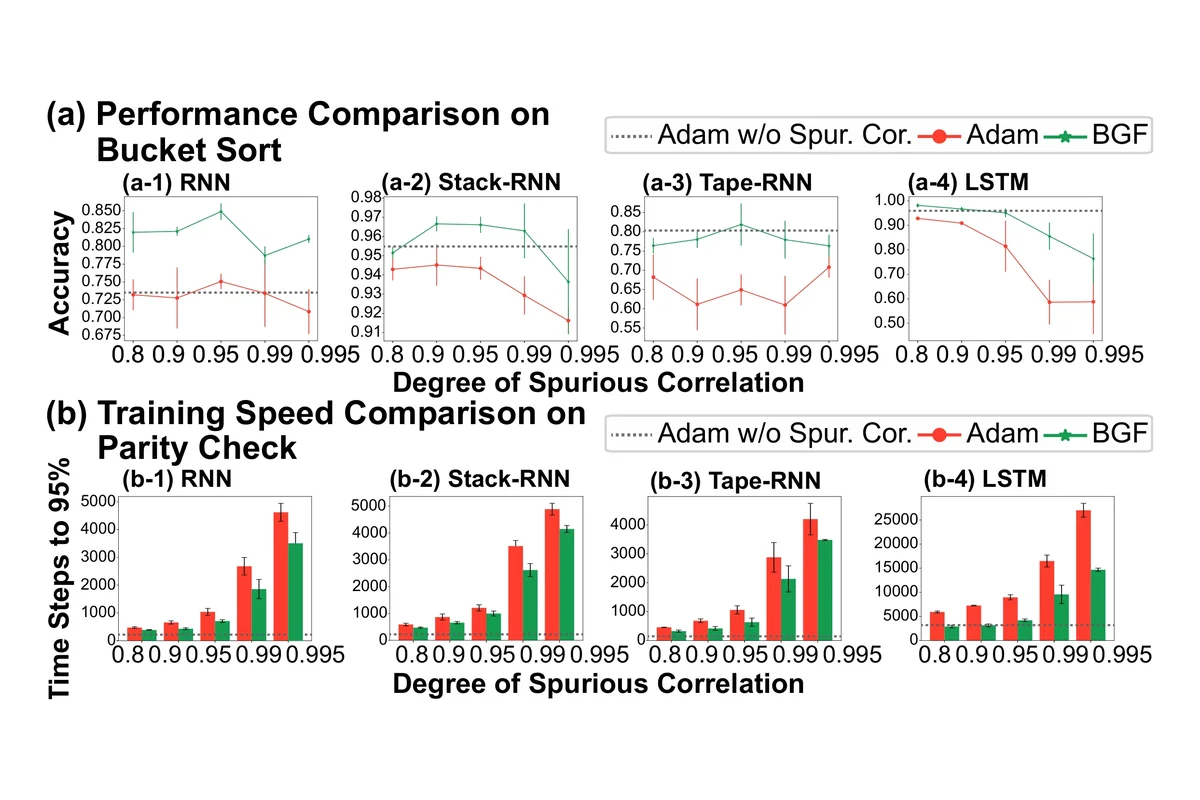 (a) Performance Comparison on
Bucket Sort
Adam w/o Spur. Cor. Adam BGF
(a-1) RNN
(a-2) Stack-RNN
(a-3) Tape-RNN
(a-4) LSTM
Accuracy
0.850
0.825
0.800
0.775
0.750
0.725
0.700
0.675
0.8 0.9 0.95 0.99 0.995
0.98
0.97
0.96
0.95
0.94
0.93
0.92
0.91
0.8 0.9 0.95 0.99 0.995
0.85
0.80
0.75
0.70
0.65
0.60
0.55
0.8 0.9 0.95 0.99 0.995
1.00
0.90
0.80
0.70
0.60
0.50
0.8 0.9 0.95 0.99 0.995
Degree of Spurious Correlation
(b) Training Speed Comparison on
Parity Check
Adam w/o Spur. Cor. Adam BGF
(b-1) RNN
(b-2) Stack-RNN
(b-3) Tape-RNN
(b-4) LSTM
Time Steps to 95%
5000
4000
3000
2000
1000
0
0.8 0.9 0.95 0.99 0.995
5000
4000
3000
2000
1000
0
0.8 0.9 0.95 0.99 0.995
4000
3000
2000
1000
0
0.8 0.9 0.95 0.99 0.995
25000
20000
15000
10000
5000
0
0.8 0.9 0.95 0.99 0.995
Degree of Spurious Correlation